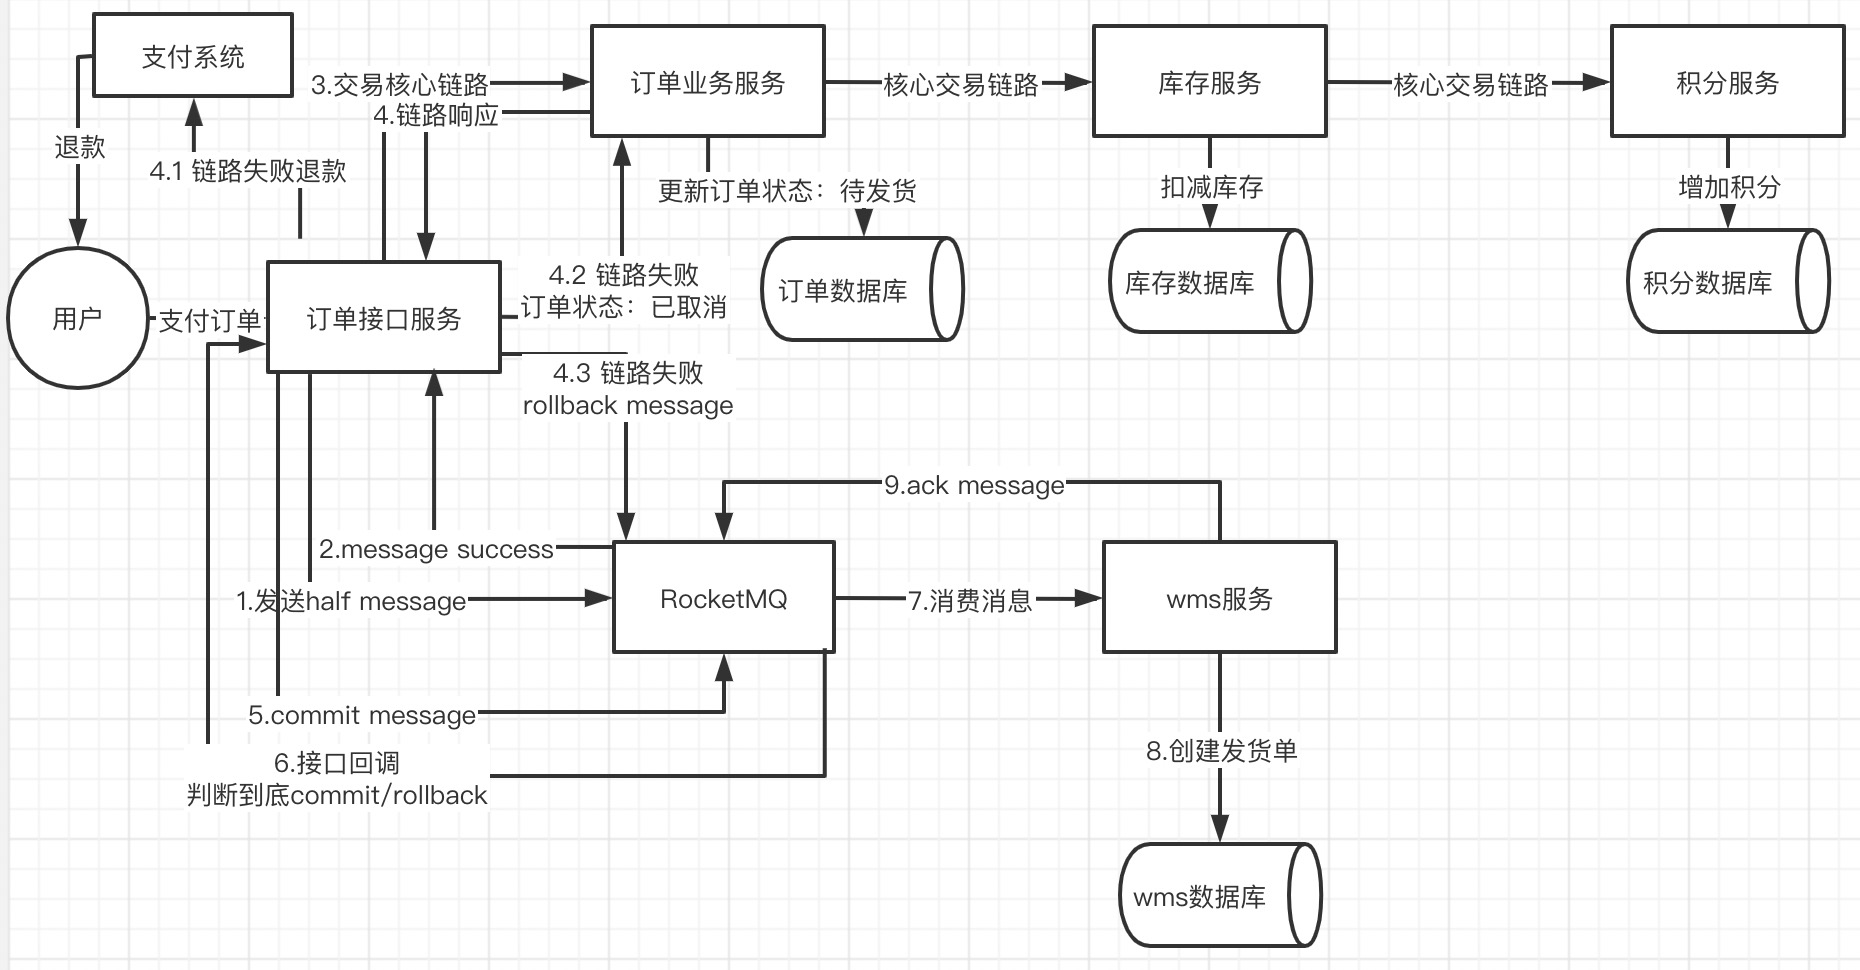 支付系统
订单业务服务
库存服务
积分服务
3.交易核心链路
核心交易链路
核心交易链路
4.链路响应
退款
4.1 链路失败退款
更新订单状态：待发货
扣减库存
增加积分
4.2 链路失败
订单状态：已取消
订单数据库
库存数据库
积分数据库
用户
支付订单
订单接口服务
4.3 链路失败
rollback message
9.ack message
2.message success
1.发送half message
RocketMQ
7.消费消息
wms服务
5.commit message
6.接口回调
判断到底commit/rollback
8.创建发货单
wms数据库